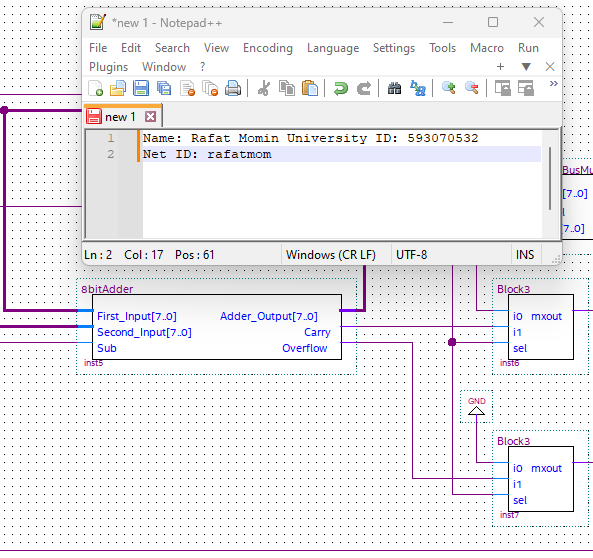 *new 1 - Notepad++
File Edit Search View Encoding Language Settings Tools Macro Run
Plugins Window ?
new 1
1 Name: Rafat Momin University ID: 593070532
2 Net ID: rafatmom
Ln : 2 Col : 17 Pos : 61 Windows (CR LF) UTF-8 INS
BusMu
[7..0]
7..0]
8bitAdder
First_Input[7..0] Adder_Output[7..0]
Second_Input[7..0] Carry
Sub Overflow
inst5
Block3
i0 mxout
i1
sel
inst6
GND
Block3
i0 mxout
i1
sel
inst7